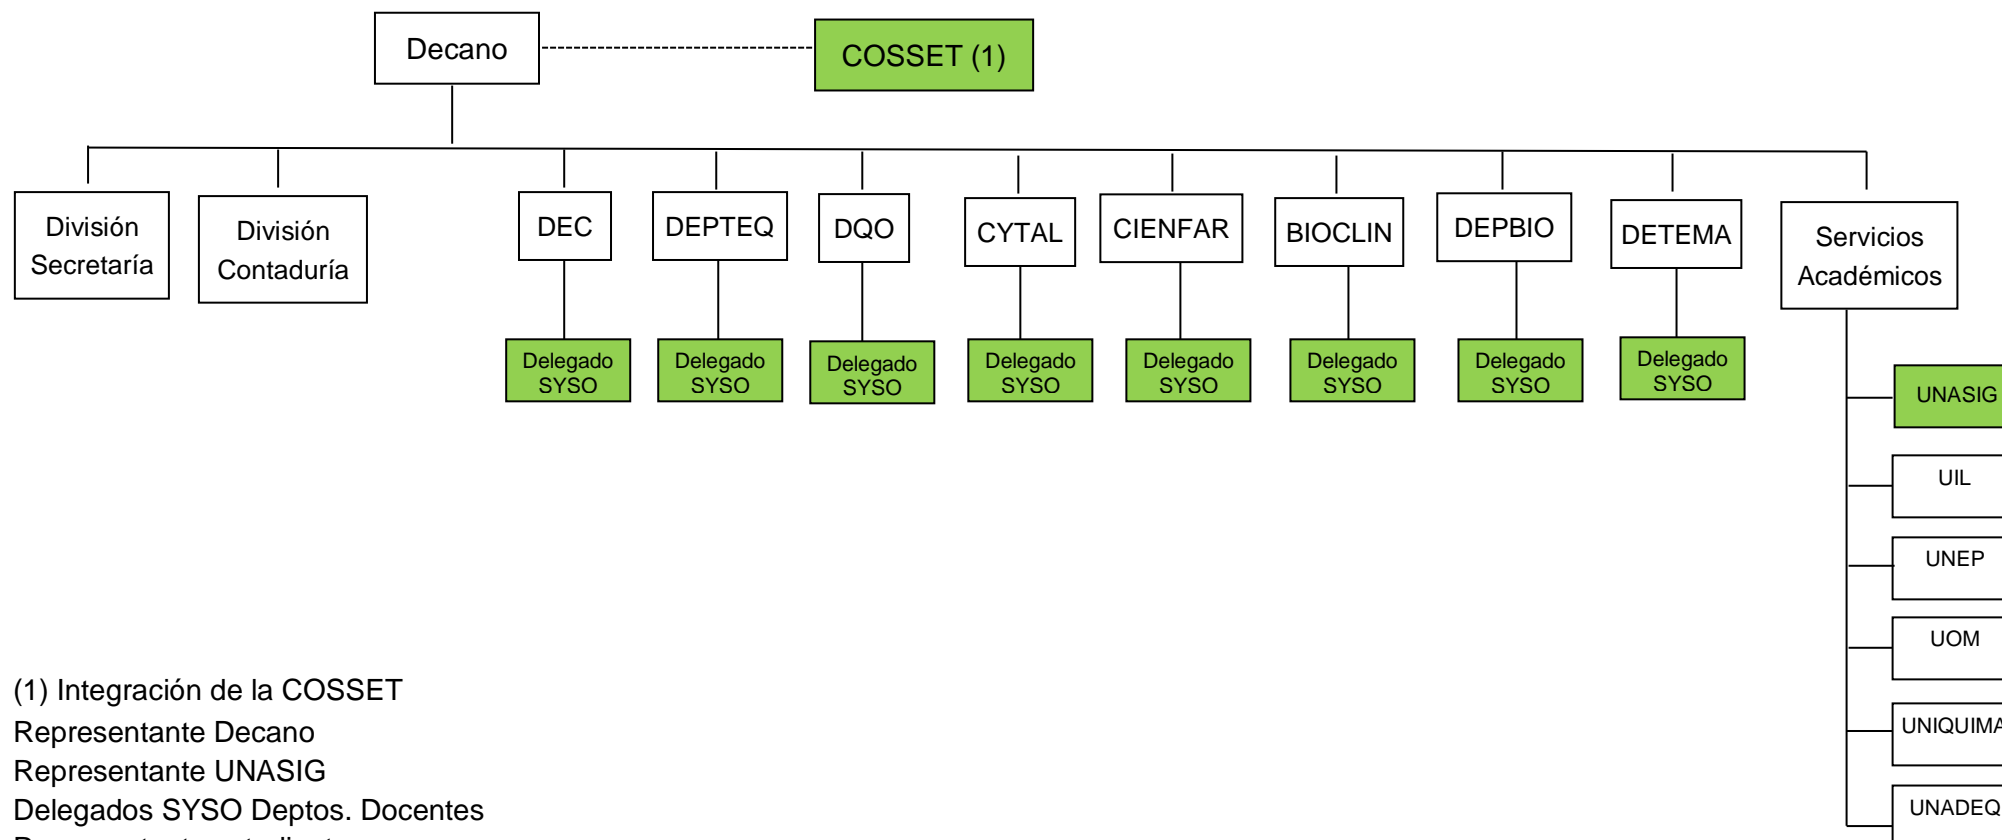 Decano
COSSET (1)
División
Secretaría
División
Contaduría
DEC
DEPTEQ
DQO
CYTAL
CIENFAR
BIOCLIN
DEPBIO
DETEMA
Servicios
Académicos
Delegado
SYSO
Delegado
SYSO
Delegado
SYSO
Delegado
SYSO
Delegado
SYSO
Delegado
SYSO
Delegado
SYSO
Delegado
SYSO
UNASIG
UIL
UNEP
UOM
UNIQUIMA
UNADEQ
(1) Integración de la COSSET
Representante Decano
Representante UNASIG
Delegados SYSO Deptos. Docentes